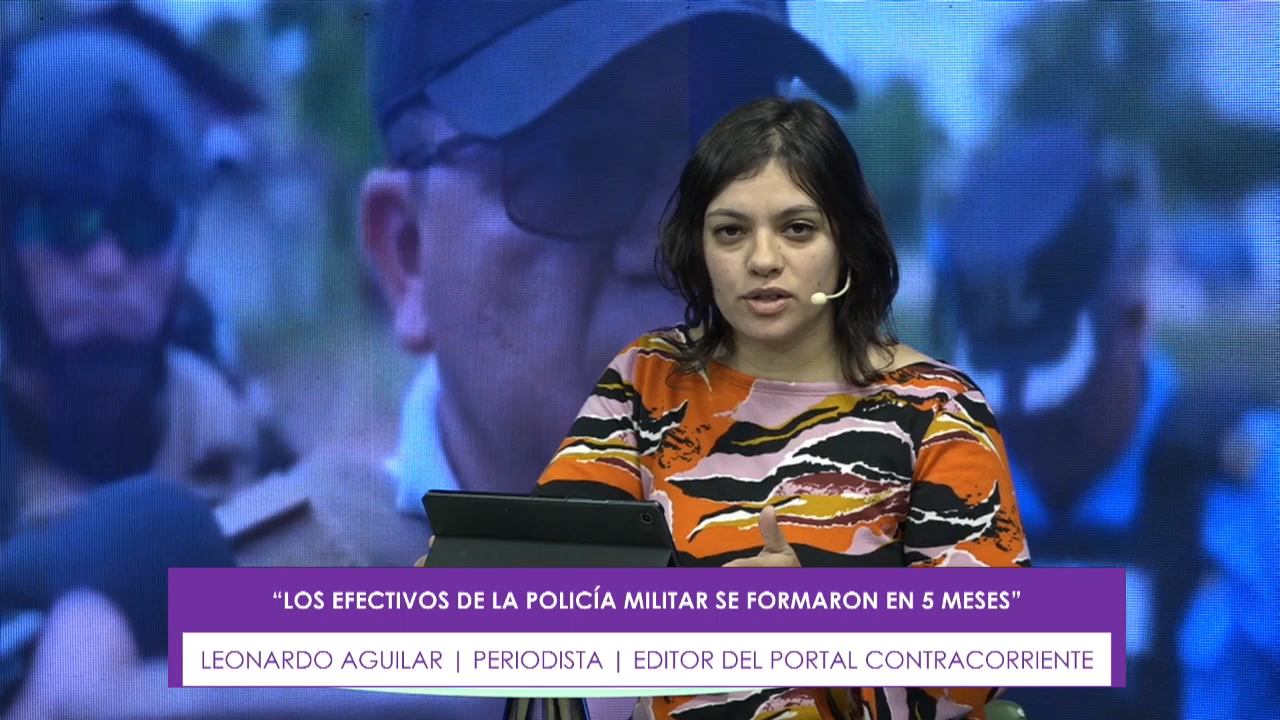 “LOS EFECTIVOS DE LA POLICÍA MILITAR SE FORMARON EN 5 MESES”
LEONARDO AGUILAR | PERIODISTA | EDITOR DEL PORTAL CONTRACORRIENTE